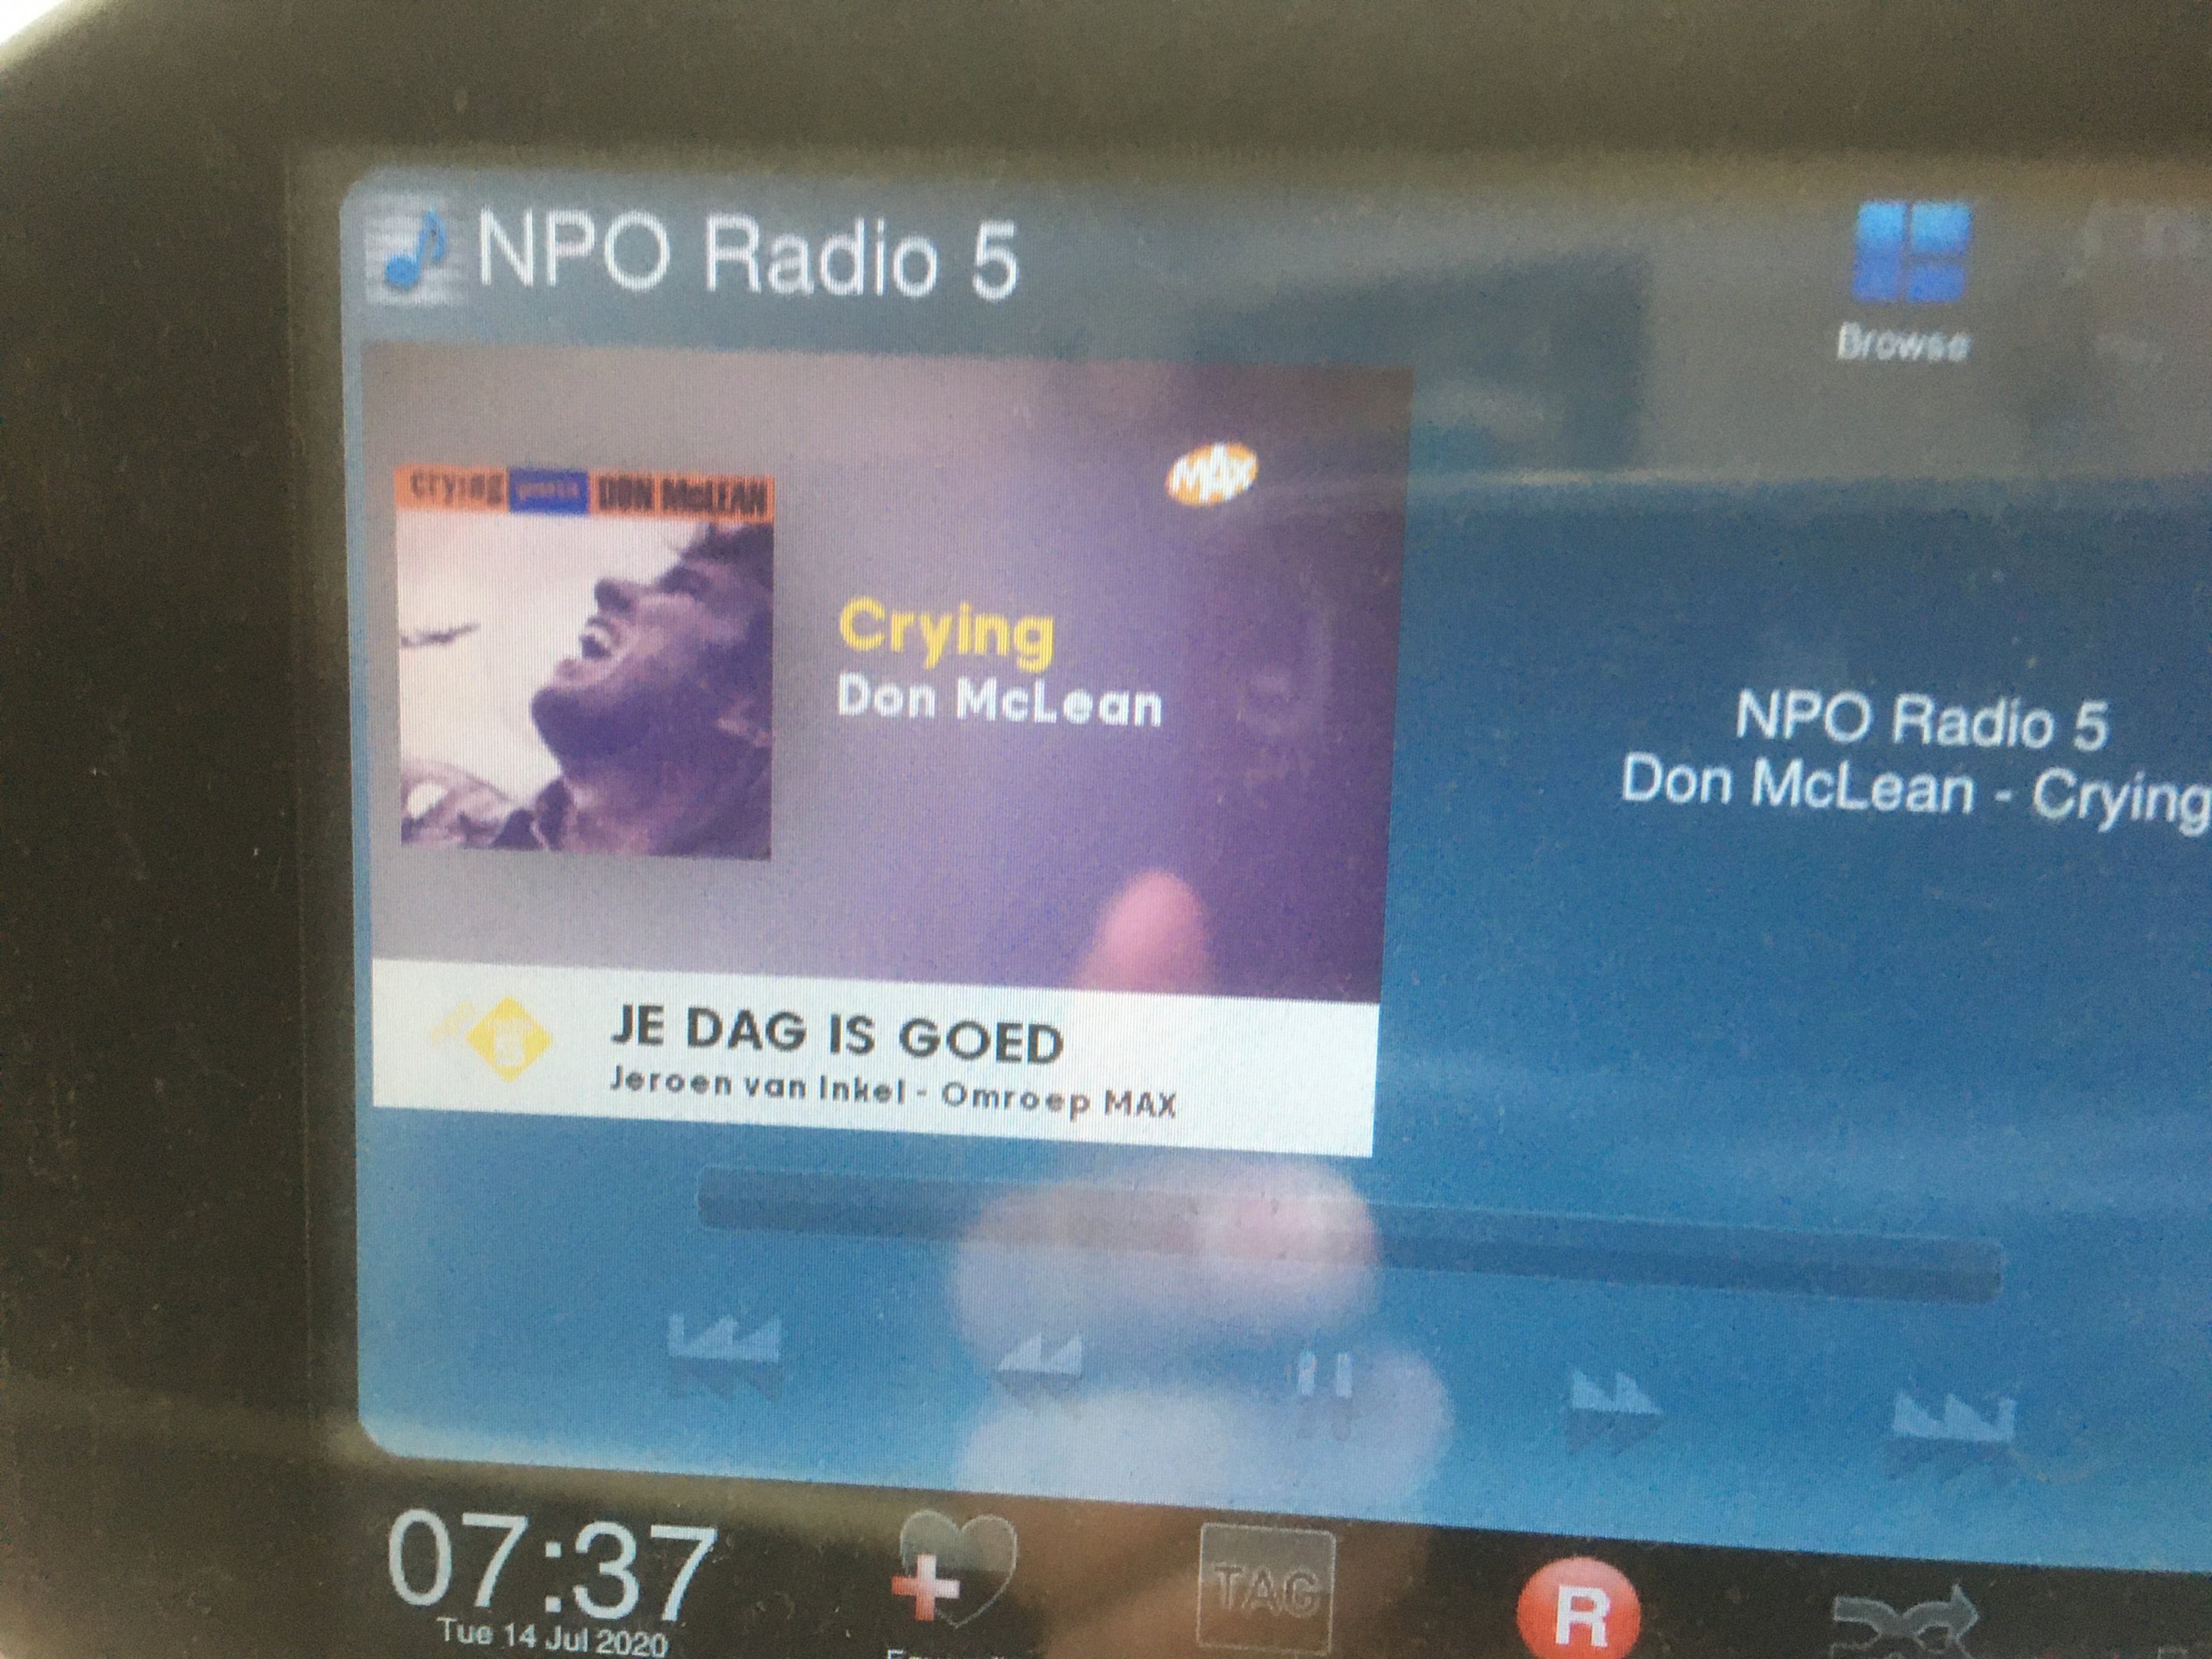 NPO Radio 5
Browse
crying DON McLEAN
MAX
Crying
Don McLean
NPO Radio 5
Don McLean - Crying
JE DAG IS GOED
Jeroen van Inkel - Omroep MAX
07:37
Tue 14 Jul 2020
TAG
R